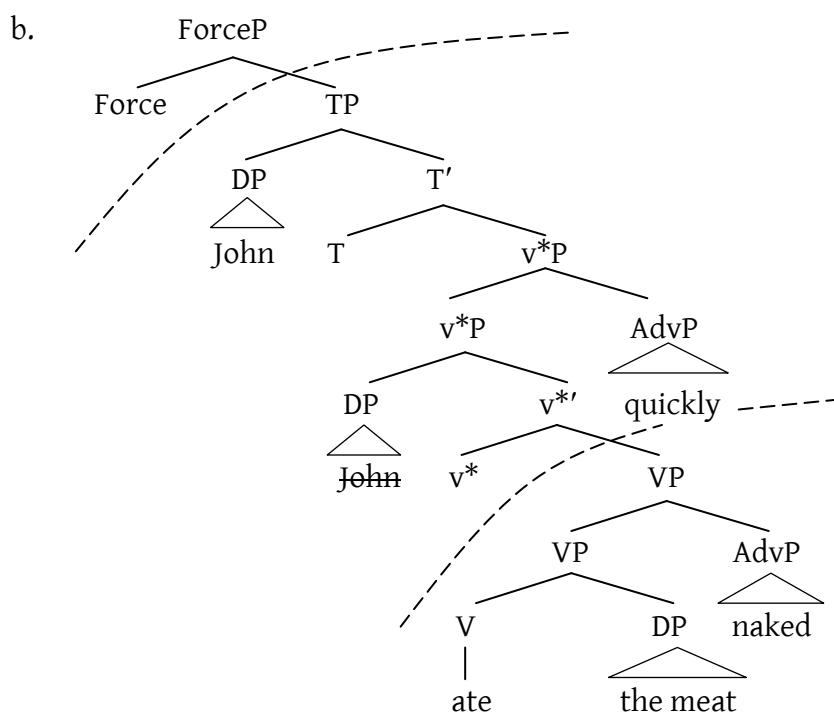 b.
ForceP
Force TP
DP T′
John T v*P
v*P AdvP
DP v*′ quickly
John v* VP
VP AdvP
V DP naked
ate the meat